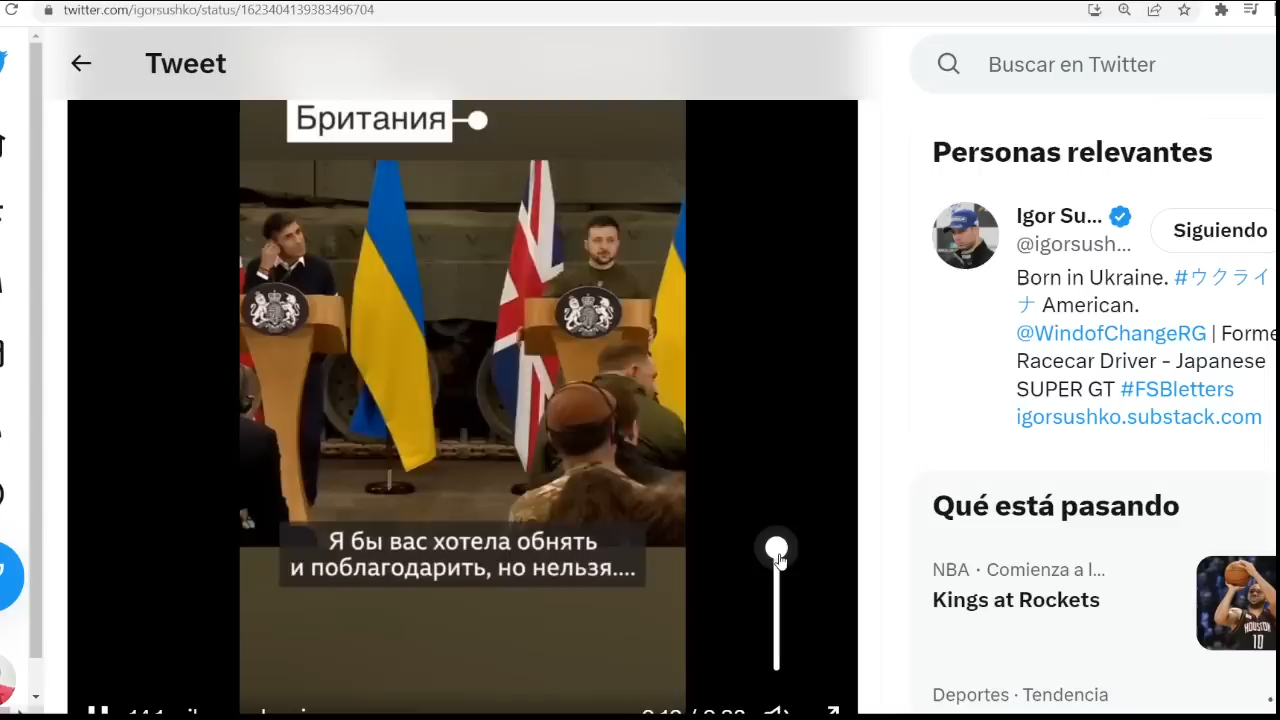 twitter.com/igorsushko/status/1623404139383496704
Tweet
Buscar en Twitter
Британия
Я бы вас хотела обнять
и поблагодарить, но нельзя....
Personas relevantes
Igor Su...
@igorsush...
Siguiendo
Born in Ukraine. #ウクライ
ナ American.
@WindofChangeRG | Forme
Racecar Driver - Japanese
SUPER GT #FSBletters
igorsushko.substack.com
Qué está pasando
NBA · Comienza a l...
Kings at Rockets
HOUSTON
10
Deportes · Tendencia